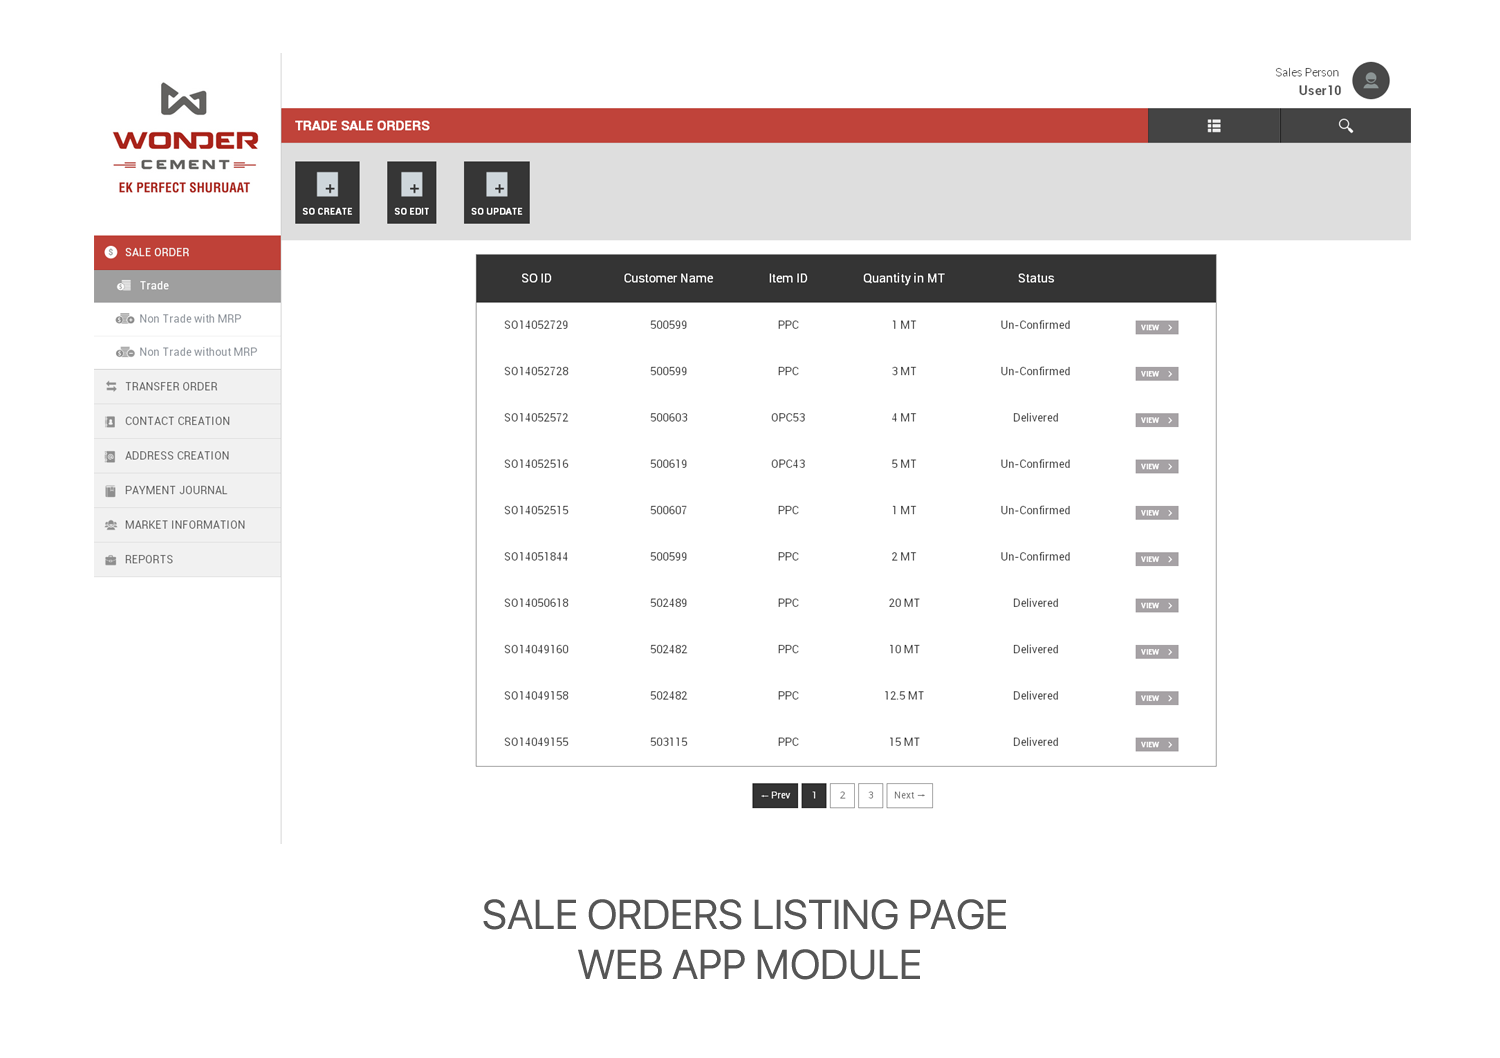 WONDER
CEMENT
EK PERFECT SHURUAAT
Sales Person
User10
TRADE SALE ORDERS
SO CREATE SO EDIT SO UPDATE
SALE ORDER
Trade
Non Trade with MRP
Non Trade without MRP
TRANSFER ORDER
CONTACT CREATION
ADDRESS CREATION
PAYMENT JOURNAL
MARKET INFORMATION
REPORTS
SO ID Customer Name Item ID Quantity in MT Status
SO14052729 500599 PPC 1 MT Un-Confirmed VIEW
SO14052728 500599 PPC 3 MT Un-Confirmed VIEW
SO14052572 500603 OPC53 4 MT Delivered VIEW
SO14052516 500619 OPC43 5 MT Un-Confirmed VIEW
SO14052515 500607 PPC 1 MT Un-Confirmed VIEW
SO14051844 500599 PPC 2 MT Un-Confirmed VIEW
SO14050618 502489 PPC 20 MT Delivered VIEW
SO14049160 502482 PPC 10 MT Delivered VIEW
SO14049158 502482 PPC 12.5 MT Delivered VIEW
SO14049155 503115 PPC 15 MT Delivered VIEW
← Prev 1 2 3 Next →
SALE ORDERS LISTING PAGE
WEB APP MODULE